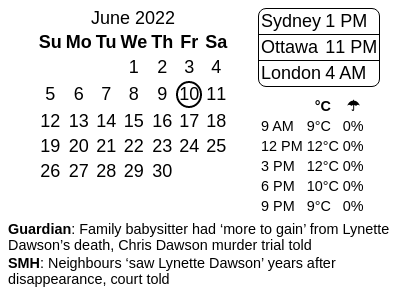 June 2022
Su Mo Tu We Th Fr Sa
1 2 3 4
5 6 7 8 9 10 11
12 13 14 15 16 17 18
19 20 21 22 23 24 25
26 27 28 29 30
Sydney 1 PM
Ottawa 11 PM
London 4 AM
°C ☂
9 AM 9°C 0%
12 PM 12°C 0%
3 PM 12°C 0%
6 PM 10°C 0%
9 PM 9°C 0%
Guardian: Family babysitter had ‘more to gain’ from Lynette
Dawson’s death, Chris Dawson murder trial told
SMH: Neighbours ‘saw Lynette Dawson’ years after
disappearance, court told